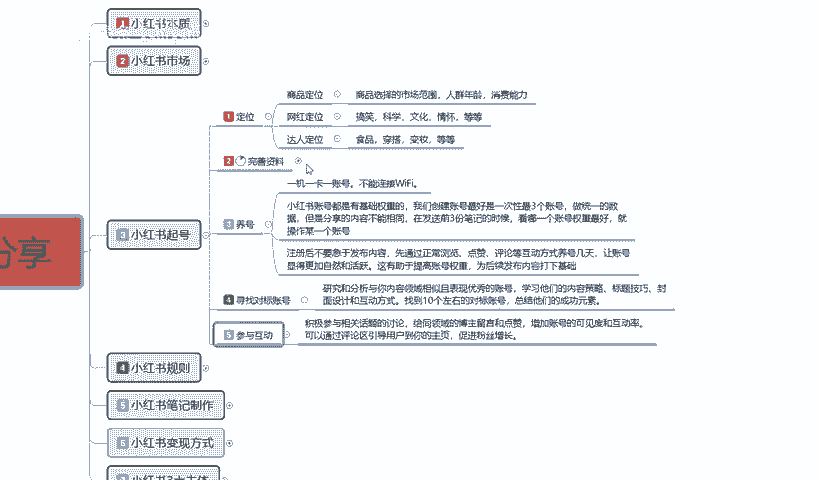 分享
1 小红书本质
2 小红书市场
3 小红书起号
1 定位
商品定位
商品选择的市场范围，人群年龄，消费能力
网红定位
搞笑，科学，文化，情怀，等等
达人定位
食品，穿搭，变妆，等等
2 完善资料
3 养号
一机一卡一账号。不能连接WiFi。
小红书账号都是有基础权重的，我们创建账号最好是一次性是3个账号，做统一的数
据，但是分享的内容不能相同，在发送前3份笔记的时候，看哪一个账号权重最好，就
操作某一个账号
注册后不要急于发布内容，先通过正常浏览、点赞、评论等互动方式养号几天，让账号
显得更加自然和活跃。这有助于提高账号权重，为后续发布内容打下基础
4 寻找对标账号
研究和分析与你内容领域相似且表现优秀的账号，学习他们的内容策略、标题技巧、封
面设计和互动方式。找到10个左右的对标账号，总结他们的成功元素。
5 参与互动
积极参与相关话题的讨论，给同领域的博主留言和点赞，增加账号的可见度和互动率。
可以通过评论区引导用户到你的主页，促进粉丝增长。
4 小红书规则
5 小红书笔记制作
6 小红书变现方式